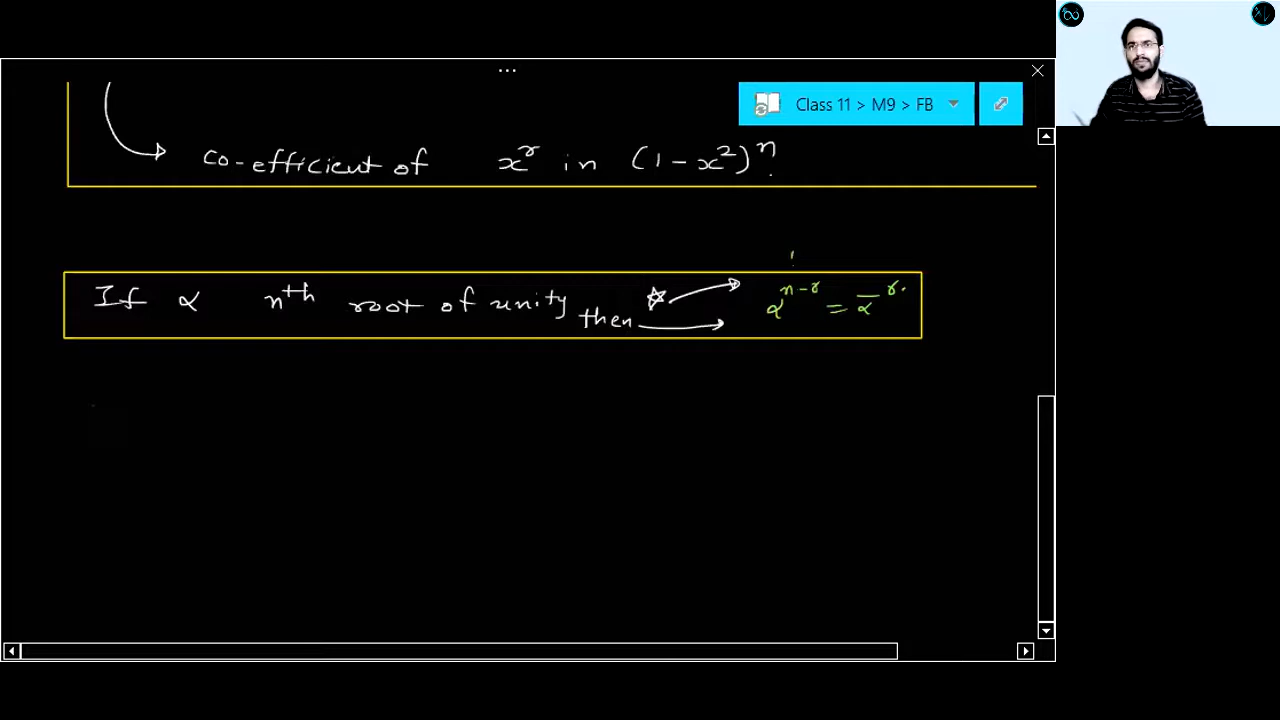 Class 11 > M9 > FB
co-efficient of x^r in (1-x^2)^n.
If α nth root of unity then α^{n-r} = ᾱ^r.